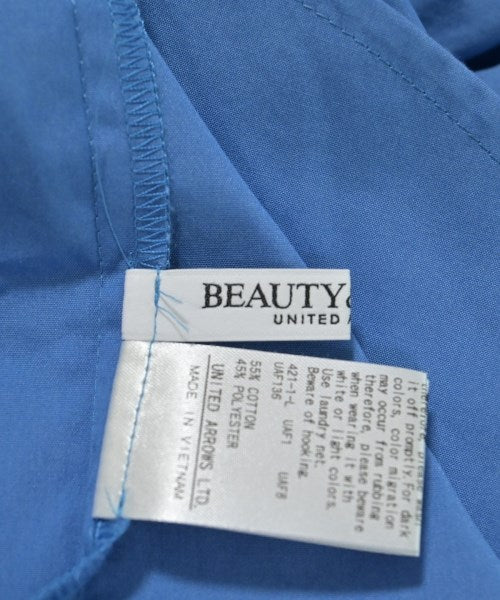 BEAUTY
UNITED
it off promptly. For dark
colors, color migration
may occur from rubbing
therefore, please beware
when wearing it with
white or light colors.
Use laundry net.
Beware of hooking.
421-1-L UAF1 UAF8
UAF136
55% COTTON
45% POLYESTER
UNITED ARROWS LTD.
MADE IN VIETNAM